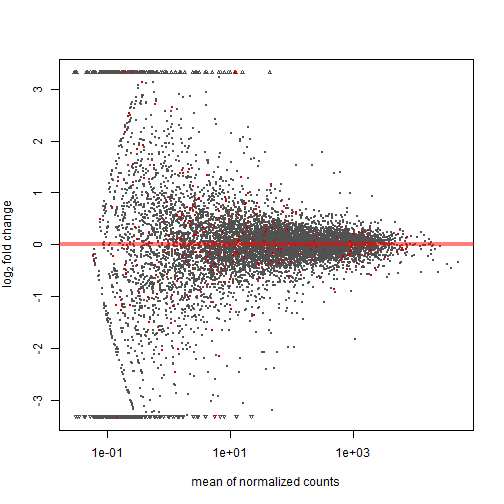 3
2
1
0
-1
-2
-3
log2 fold change
1e-01
1e+01
1e+03
mean of normalized counts